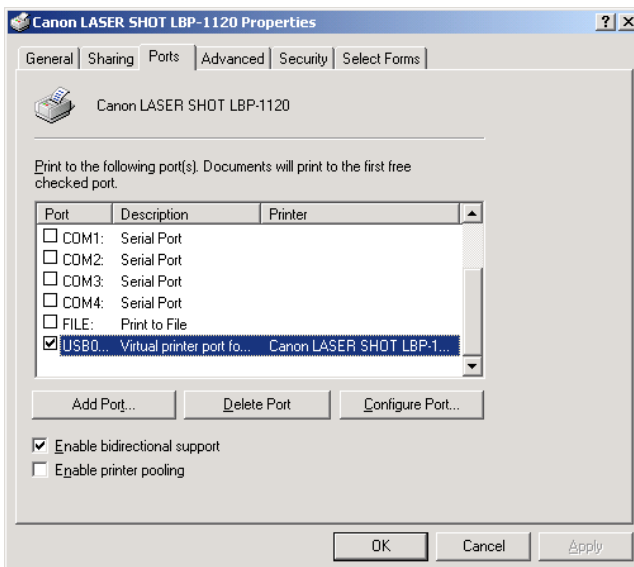 Canon LASER SHOT LBP-1120 Properties
General Sharing Ports Advanced Security Select Forms
Canon LASER SHOT LBP-1120
Print to the following port(s). Documents will print to the first free
checked port.
Port Description Printer
COM1: Serial Port
COM2: Serial Port
COM3: Serial Port
COM4: Serial Port
FILE: Print to File
USB0... Virtual printer port fo... Canon LASER SHOT LBP-1...
Add Port... Delete Port Configure Port...
Enable bidirectional support
Enable printer pooling
OK Cancel Apply